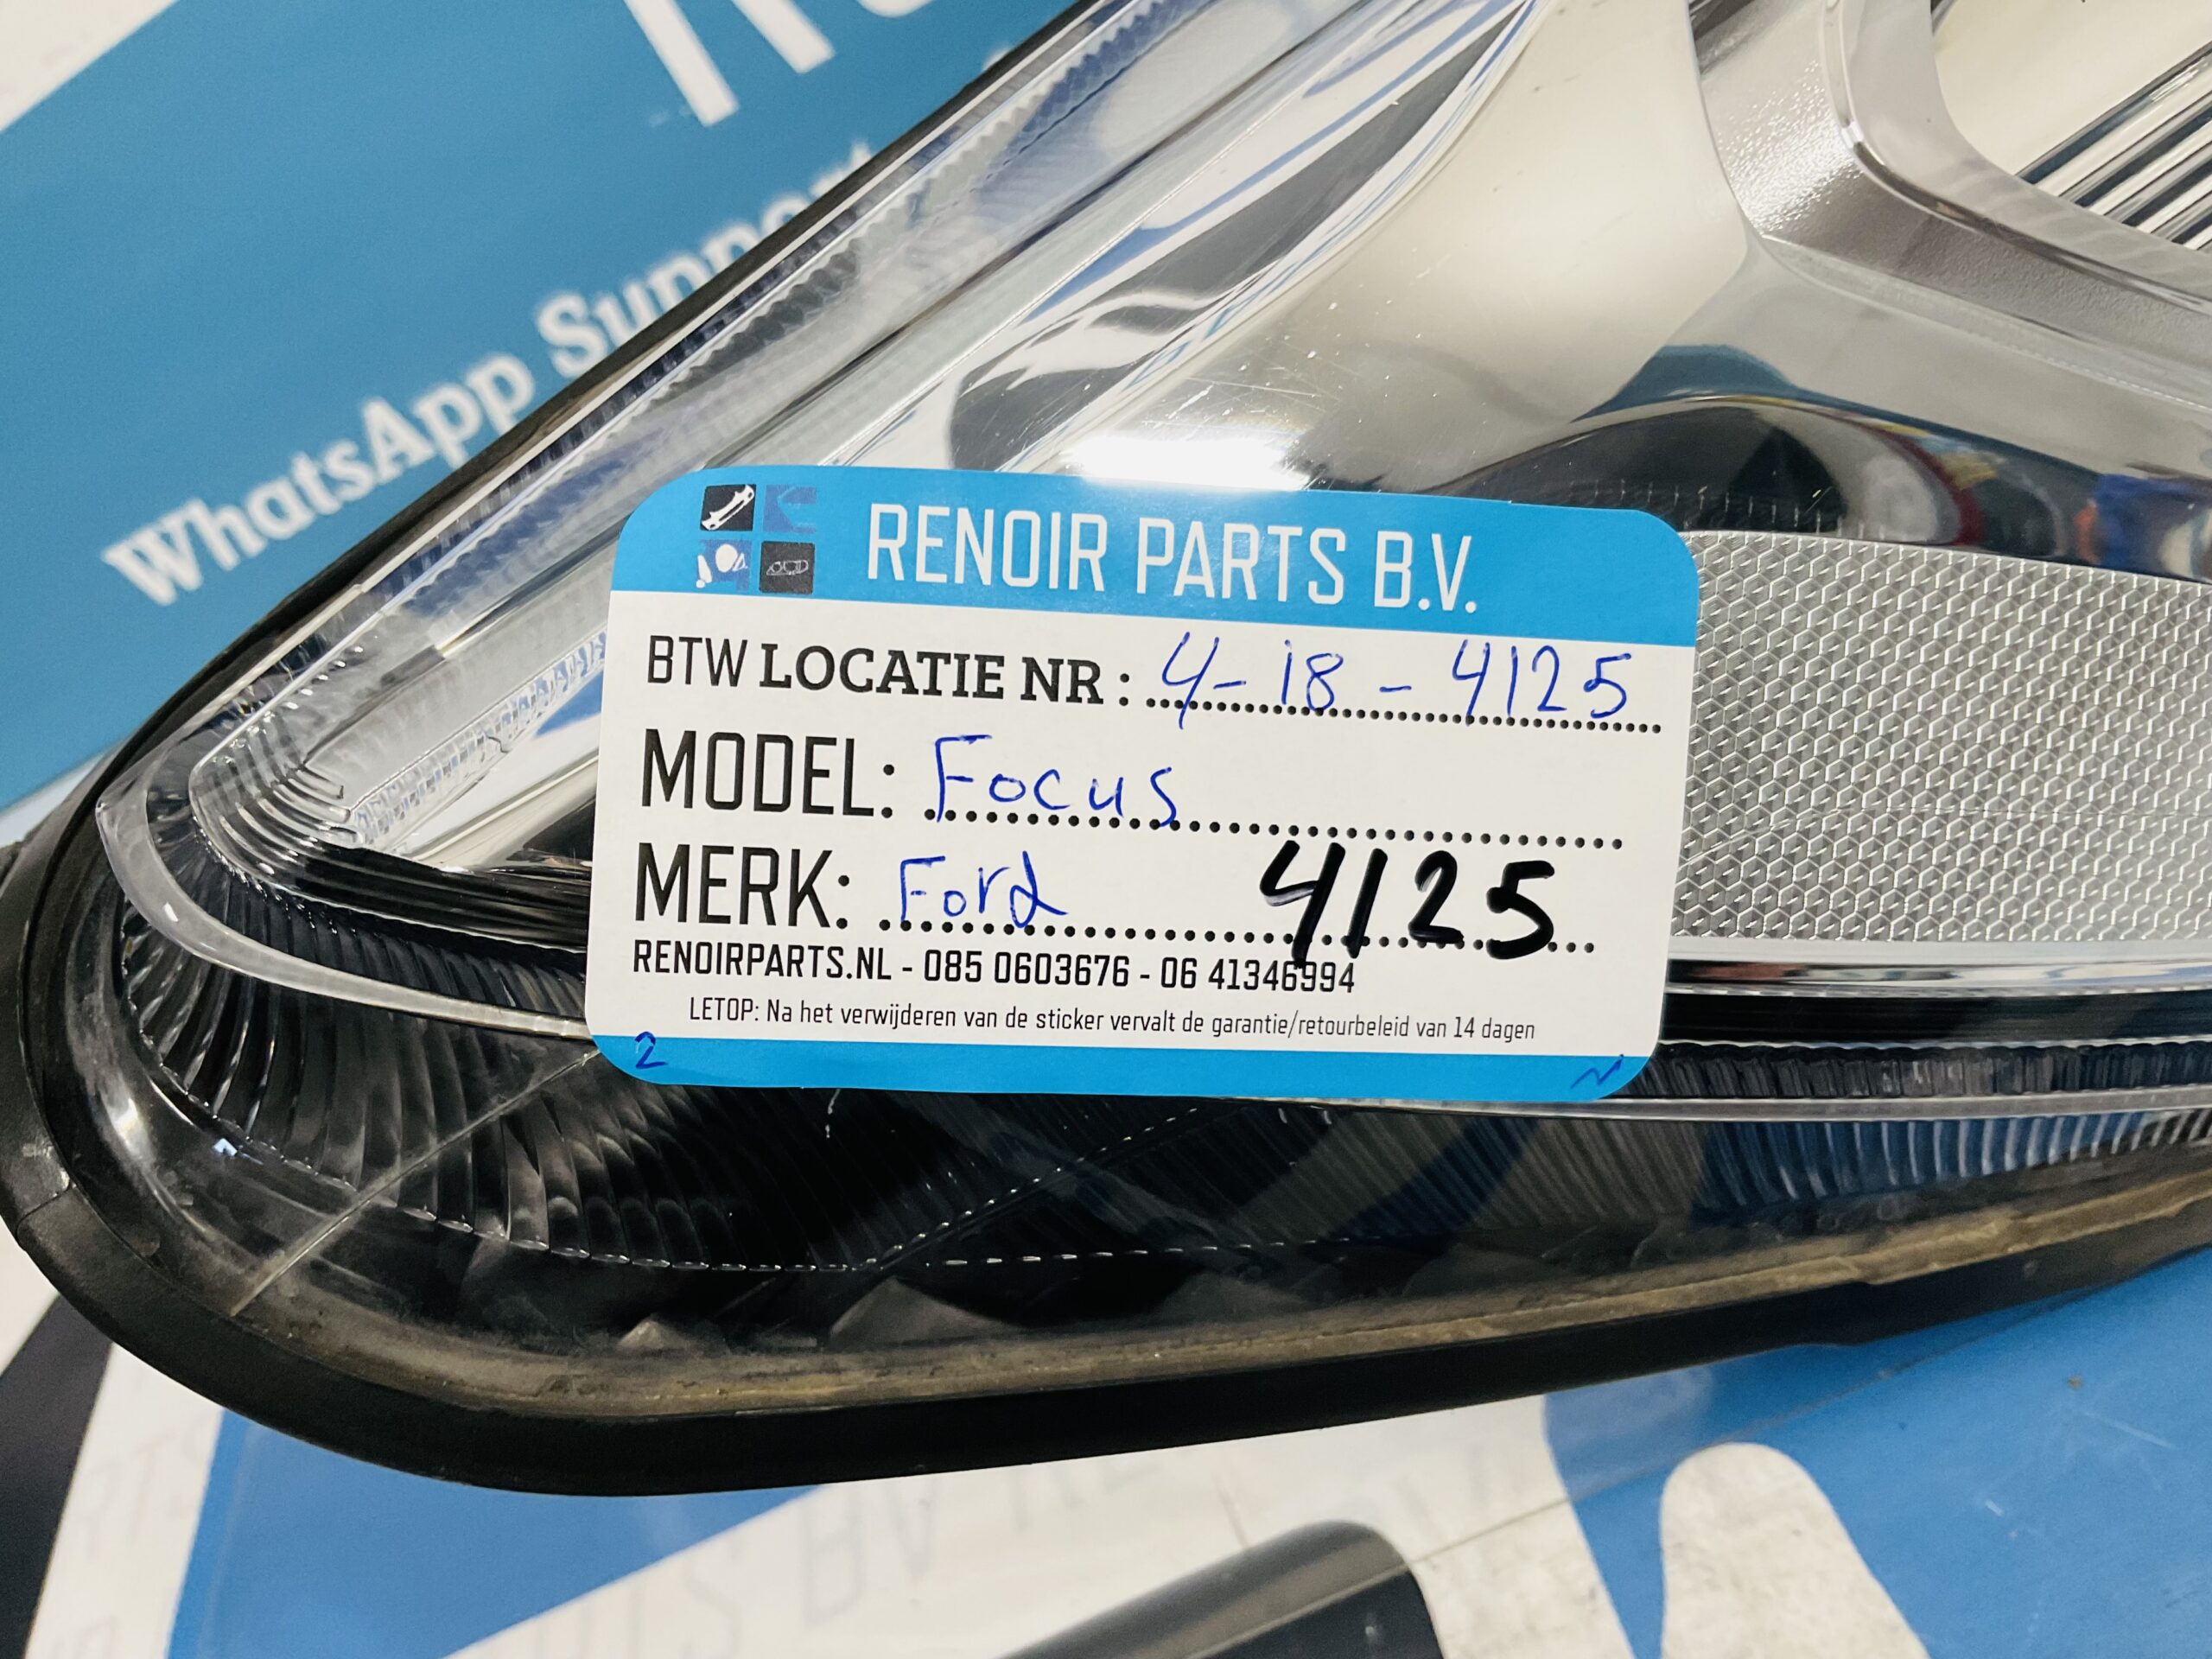 WhatsApp Support
RENOIR PARTS B.V.
BTW LOCATIE NR : 4-18-4125
MODEL: Focus
MERK: Ford 4125
RENOIRPARTS.NL - 085 0603676 - 06 41346994
LETOP: Na het verwijderen van de sticker vervalt de garantie/retourbeleid van 14 dagen
2